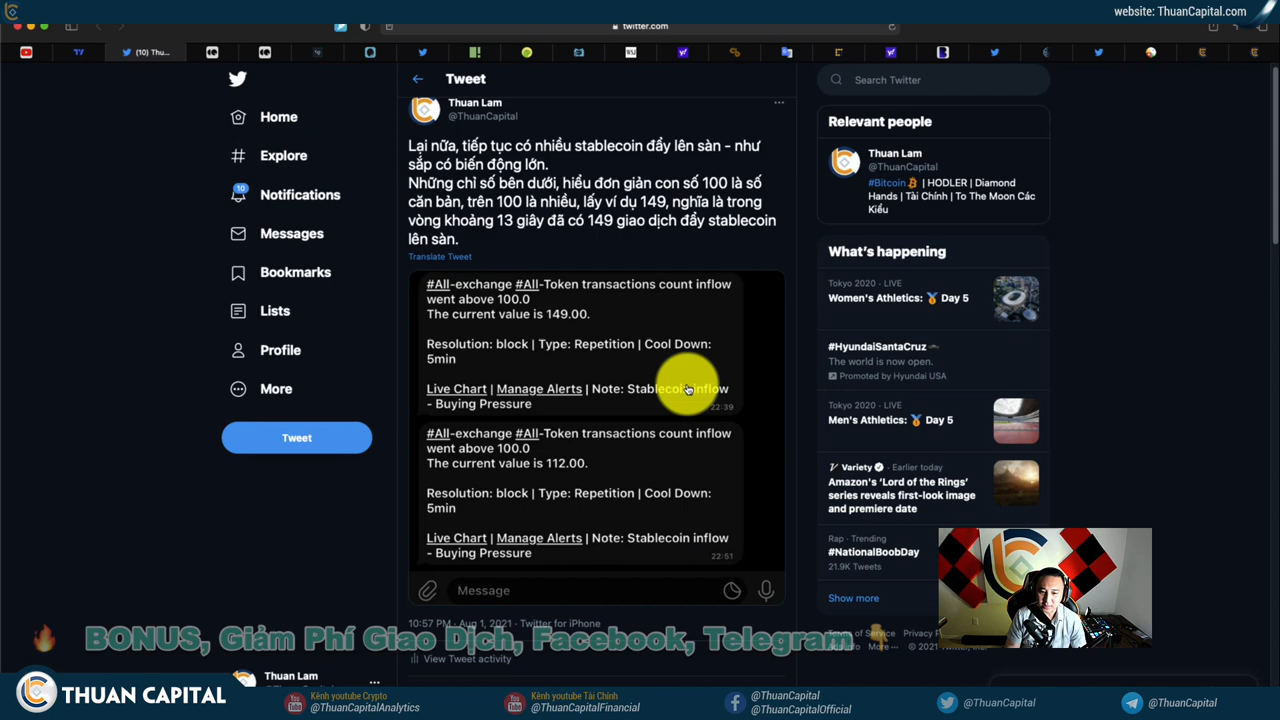 website: ThuanCapital.com
twitter.com
(10) Thu...
Home
Explore
10
Notifications
Messages
Bookmarks
Lists
Profile
More
Tweet
Thuan Lam
Tweet
Thuan Lam
@ThuanCapital
Lại nữa, tiếp tục có nhiều stablecoin đẩy lên sàn - như
sắp có biến động lớn.
Những chỉ số bên dưới, hiểu đơn giản con số 100 là số
căn bản, trên 100 là nhiều, lấy ví dụ 149, nghĩa là trong
vòng khoảng 13 giây đã có 149 giao dịch đẩy stablecoin
lên sàn.
Translate Tweet
#All-exchange #All-Token transactions count inflow
went above 100.0
The current value is 149.00.
Resolution: block | Type: Repetition | Cool Down:
5min
Live Chart | Manage Alerts | Note: Stablecoin inflow
- Buying Pressure
22:39
#All-exchange #All-Token transactions count inflow
went above 100.0
The current value is 112.00.
Resolution: block | Type: Repetition | Cool Down:
5min
Live Chart | Manage Alerts | Note: Stablecoin inflow
- Buying Pressure
22:51
Message
10:57 PM · Aug 1, 2021 · Twitter for iPhone
View Tweet activity
Search Twitter
Relevant people
Thuan Lam
@ThuanCapital
#Bitcoin | HODLER | Diamond
Hands | Tài Chính | To The Moon Các
Kiểu
What's happening
Tokyo 2020 · LIVE
Women's Athletics: Day 5
#HyundaiSantaCruz
The world is now open.
Promoted by Hyundai USA
Tokyo 2020 · LIVE
Men's Athletics: Day 5
Variety · Earlier today
Amazon's 'Lord of the Rings'
series reveals first-look image
and premiere date
Rap · Trending
#NationalBoobDay
21.9K Tweets
Show more
Terms of Service Privacy
More ··· © 2021
BONUS, Giảm Phí Giao Dịch, Facebook, Telegram
THUAN CAPITAL
Kênh youtube Crypto
@ThuanCapitalAnalytics
Kênh youtube Tài Chính
@ThuanCapitalFinancial
@ThuanCapital
@ThuanCapitalOfficial
@ThuanCapital
@ThuanCapital